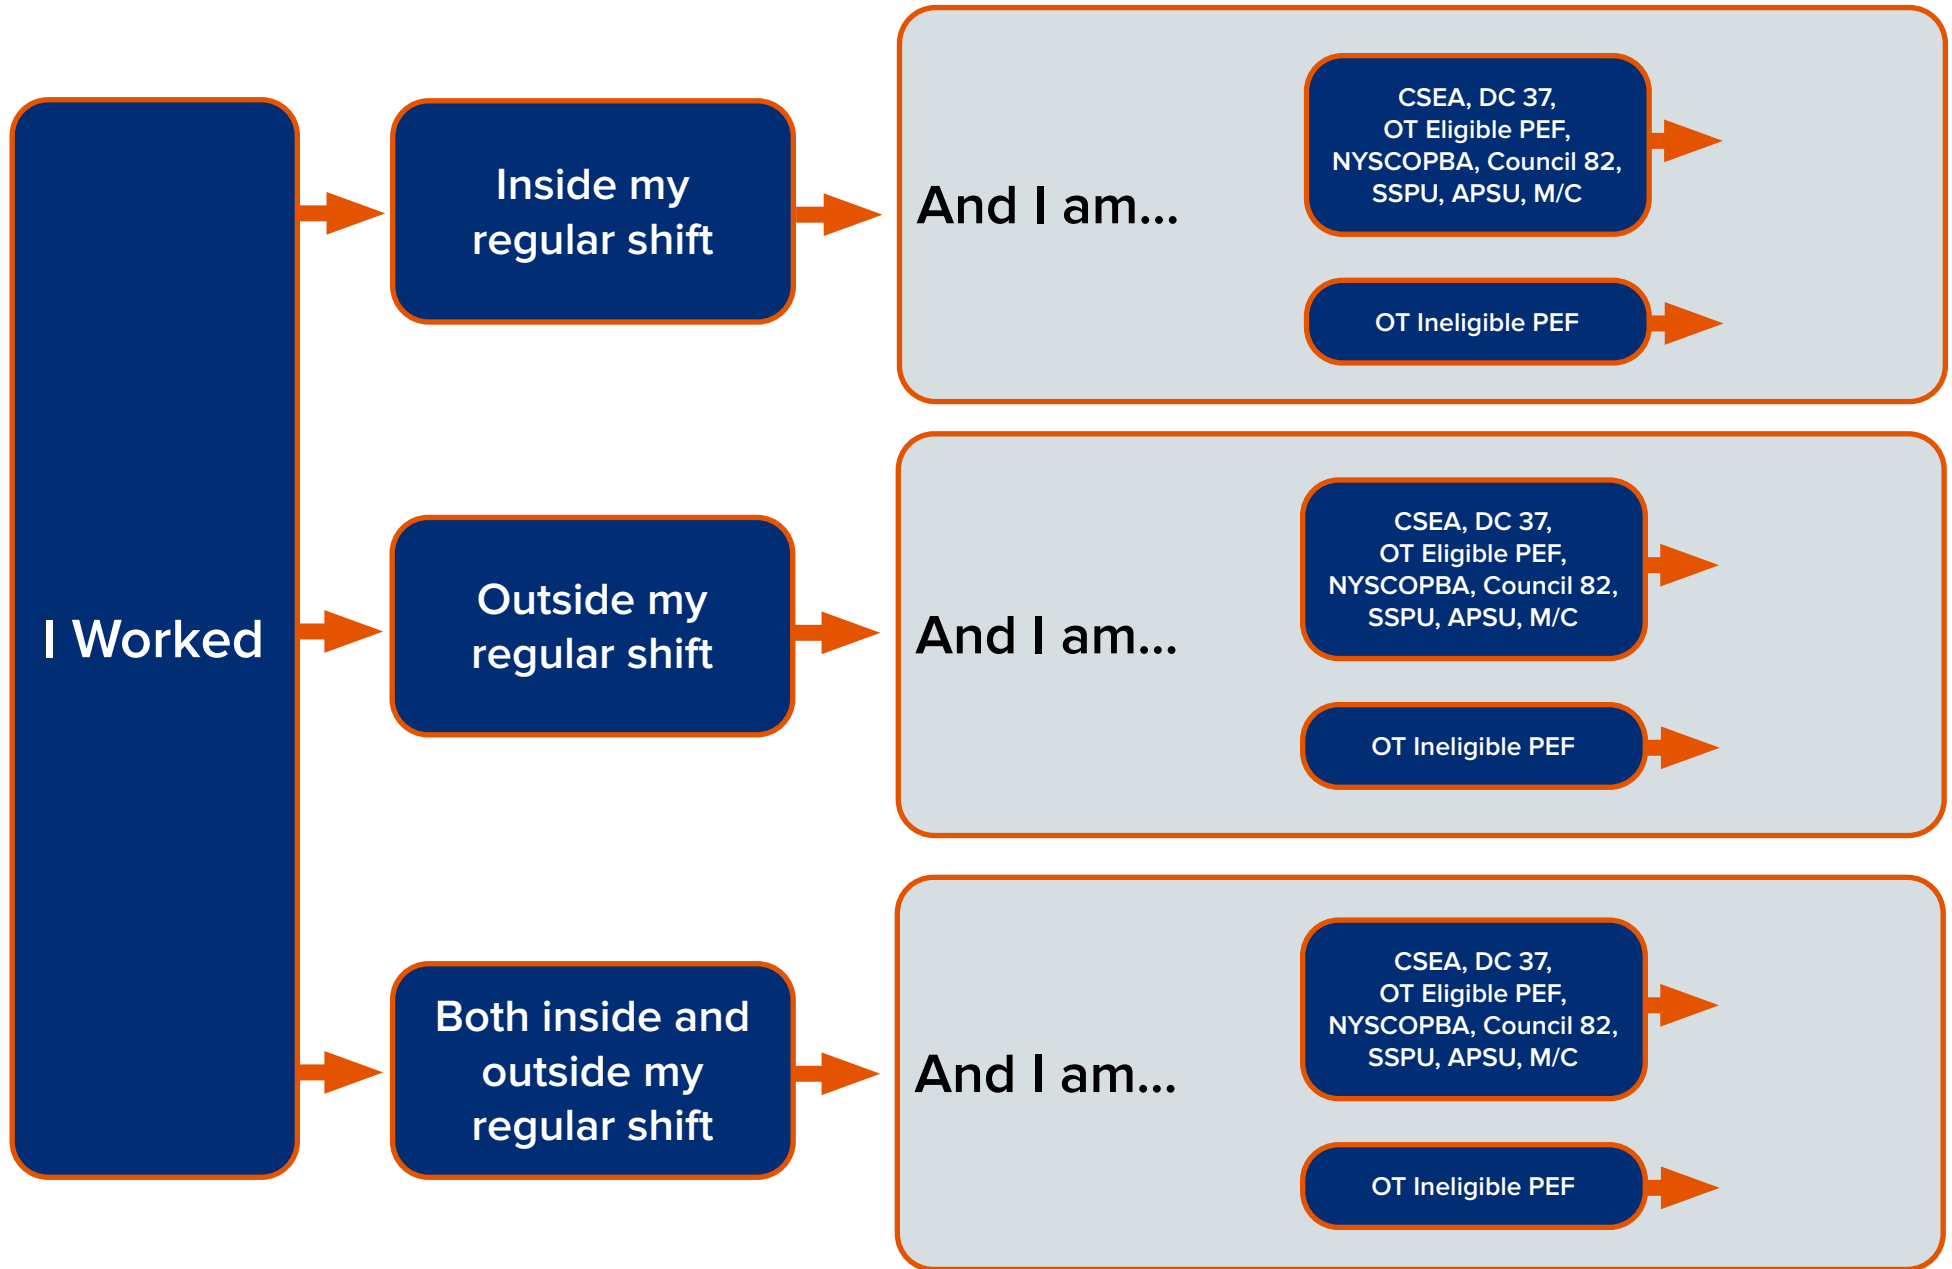 I Worked
Inside my
regular shift
And I am...
CSEA, DC 37,
OT Eligible PEF,
NYSCOPBA, Council 82,
SSPU, APSU, M/C
OT Ineligible PEF
Outside my
regular shift
And I am...
CSEA, DC 37,
OT Eligible PEF,
NYSCOPBA, Council 82,
SSPU, APSU, M/C
OT Ineligible PEF
Both inside and
outside my
regular shift
And I am...
CSEA, DC 37,
OT Eligible PEF,
NYSCOPBA, Council 82,
SSPU, APSU, M/C
OT Ineligible PEF